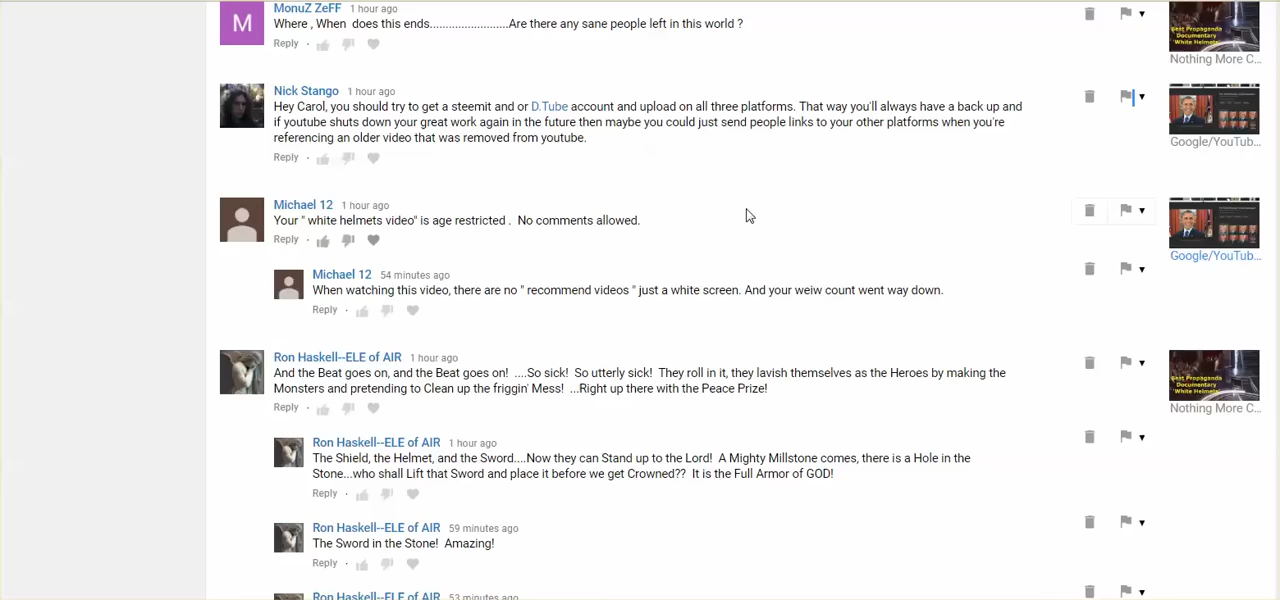 MonuZ ZeFF 1 hour ago
Where , When does this ends........................Are there any sane people left in this world ?
Reply ·
Best Propaganda
Documentary
'White Helmets'
Nothing More C...
Nick Stango 1 hour ago
Hey Carol, you should try to get a steemit and or D.Tube account and upload on all three platforms. That way you'll always have a back up and
if youtube shuts down your great work again in the future then maybe you could just send people links to your other platforms when you're
referencing an older video that was removed from youtube.
Reply ·
Google/YouTub...
Michael 12 1 hour ago
Your " white helmets video" is age restricted . No comments allowed.
Reply ·
Google/YouTub...
Michael 12 54 minutes ago
When watching this video, there are no " recommend videos " just a white screen. And your weiw count went way down.
Reply ·
Ron Haskell--ELE of AIR 1 hour ago
And the Beat goes on, and the Beat goes on! ....So sick! So utterly sick! They roll in it, they lavish themselves as the Heroes by making the
Monsters and pretending to Clean up the friggin' Mess! ...Right up there with the Peace Prize!
Reply ·
Best Propaganda
Documentary
'White Helmets'
Nothing More C...
Ron Haskell--ELE of AIR 1 hour ago
The Shield, the Helmet, and the Sword....Now they can Stand up to the Lord! A Mighty Millstone comes, there is a Hole in the
Stone...who shall Lift that Sword and place it before we get Crowned?? It is the Full Armor of GOD!
Reply ·
Ron Haskell--ELE of AIR 59 minutes ago
The Sword in the Stone! Amazing!
Reply ·
Ron Haskell--ELE of AIR 53 minutes ago